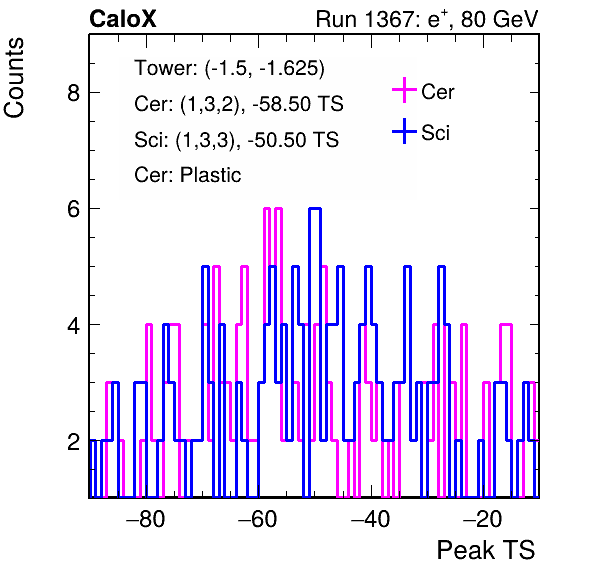 CaloX Run 1367: e⁺, 80 GeV
Counts
Tower: (-1.5, -1.625)
Cer: (1,3,2), -58.50 TS
Sci: (1,3,3), -50.50 TS
Cer: Plastic
Cer
Sci
8
6
4
2
−80 −60 −40 −20
Peak TS